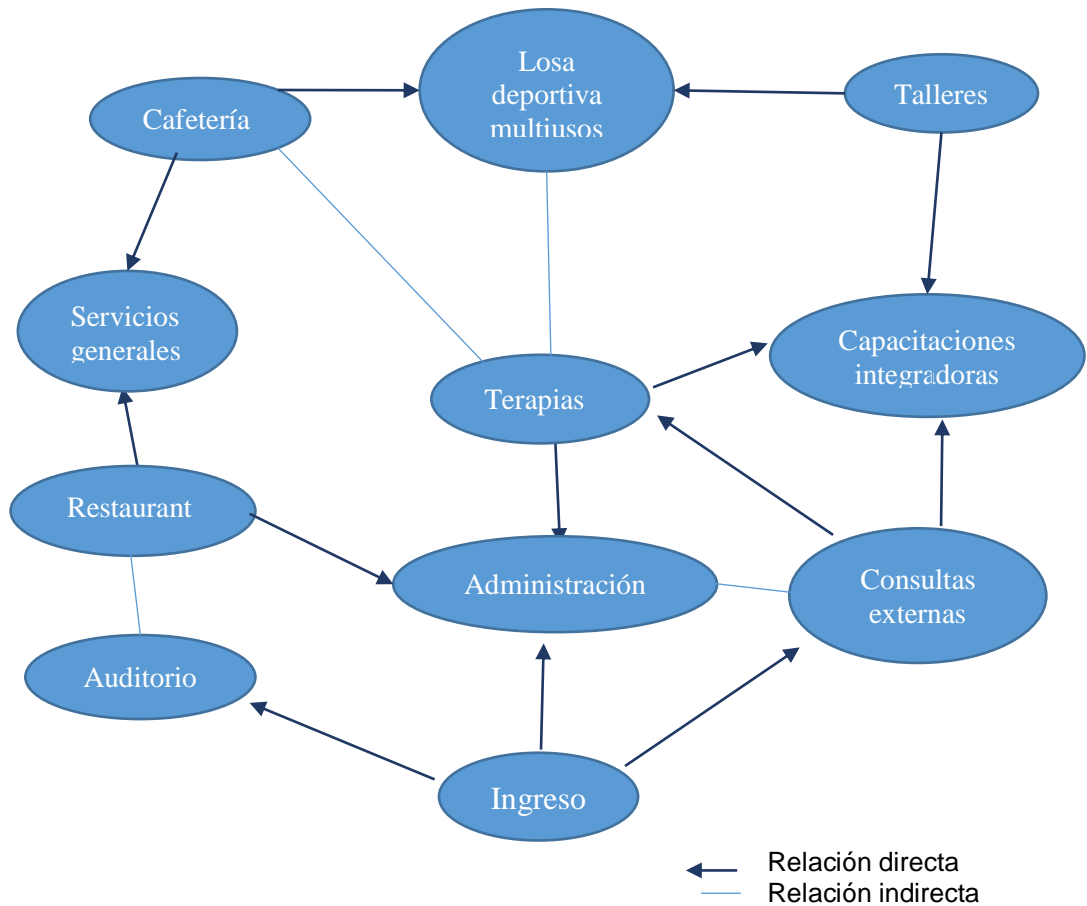 Losa
deportiva
multiusos
Cafetería
Talleres
Servicios
generales
Capacitaciones
integradoras
Terapias
Restaurant
Administración
Consultas
externas
Auditorio
Ingreso
Relación directa
Relación indirecta